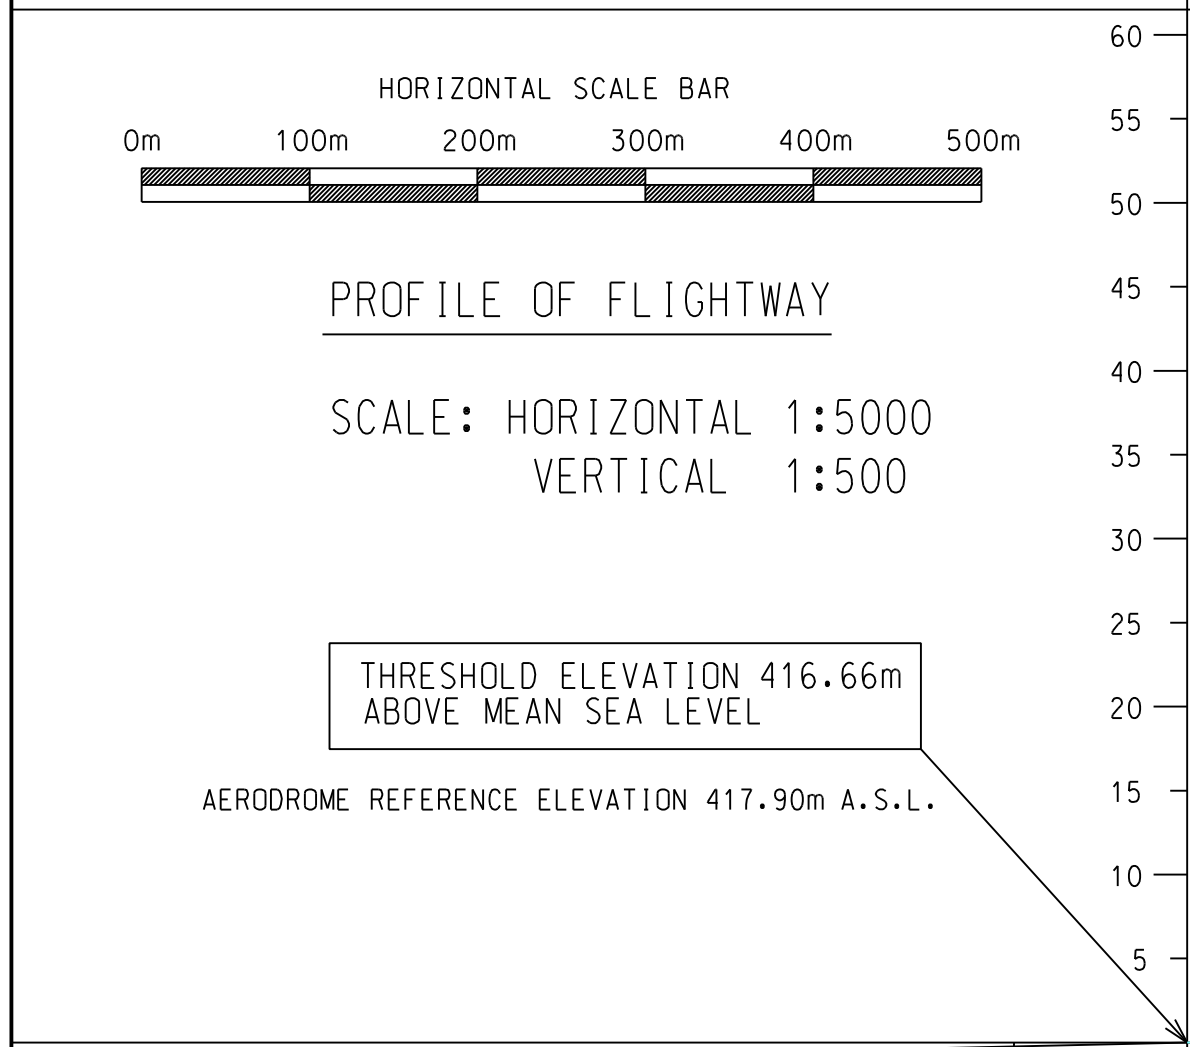 HORIZONTAL SCALE BAR
0m 100m 200m 300m 400m 500m
PROFILE OF FLIGHTWAY
SCALE: HORIZONTAL 1:5000
VERTICAL 1:500
THRESHOLD ELEVATION 416.66m
ABOVE MEAN SEA LEVEL
AERODROME REFERENCE ELEVATION 417.90m A.S.L.
60
55
50
45
40
35
30
25
20
15
10
5